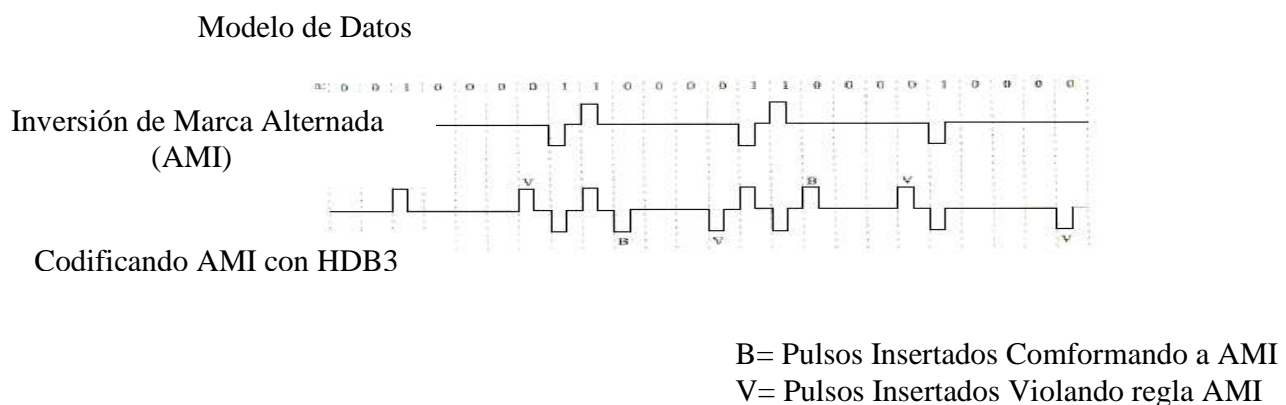 Modelo de Datos
0 0 1 0 0 0 0 1 1 0 0 0 0 1 1 0 0 0 0 1 0 0 0 0
Inversión de Marca Alternada
(AMI)
V B V
B V V
Codificando AMI con HDB3
B= Pulsos Insertados Comformando a AMI
V= Pulsos Insertados Violando regla AMI